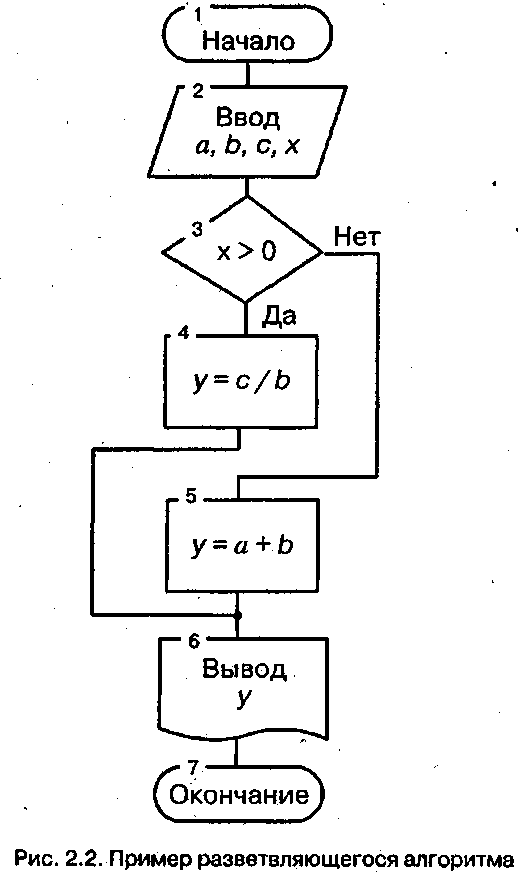 1
Начало
2
Ввод
a, b, c, x
3
x > 0
Нет
Да
4
y = c / b
5
y = a + b
6
Вывод
y
7
Окончание
Рис. 2.2. Пример разветвляющегося алгоритма